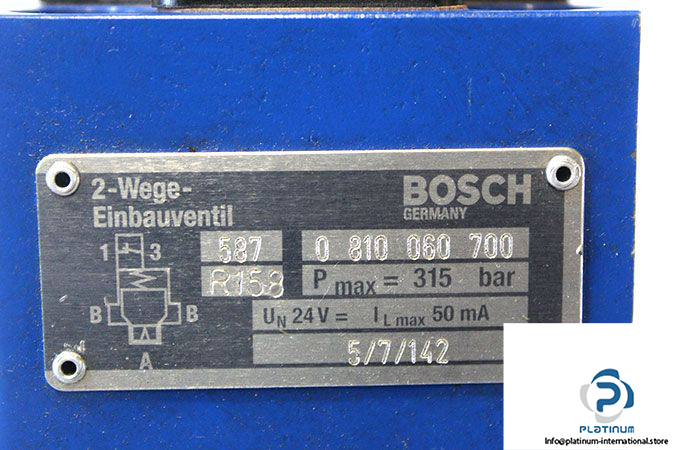 2-Wege-
Einbauventil
BOSCH
GERMANY
1 3
587 0 810 060 700
R158 P max = 315 bar
B B
U N 24 V = I L max 50 mA
A
5/7/142
PLATINUM
Info@platinum-international.store